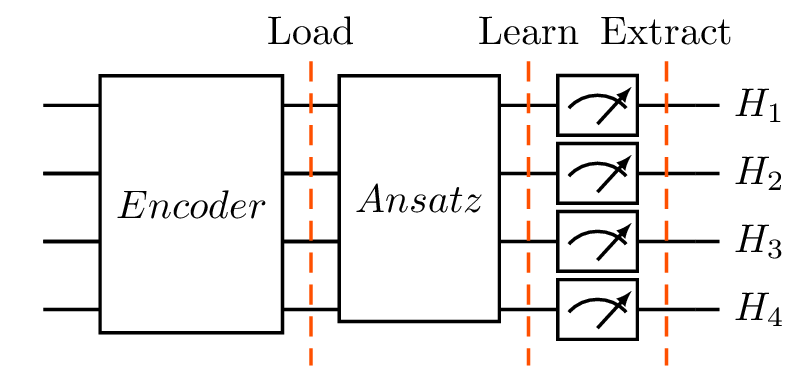 Load Learn Extract
Encoder
Ansatz
H₁
H₂
H₃
H₄